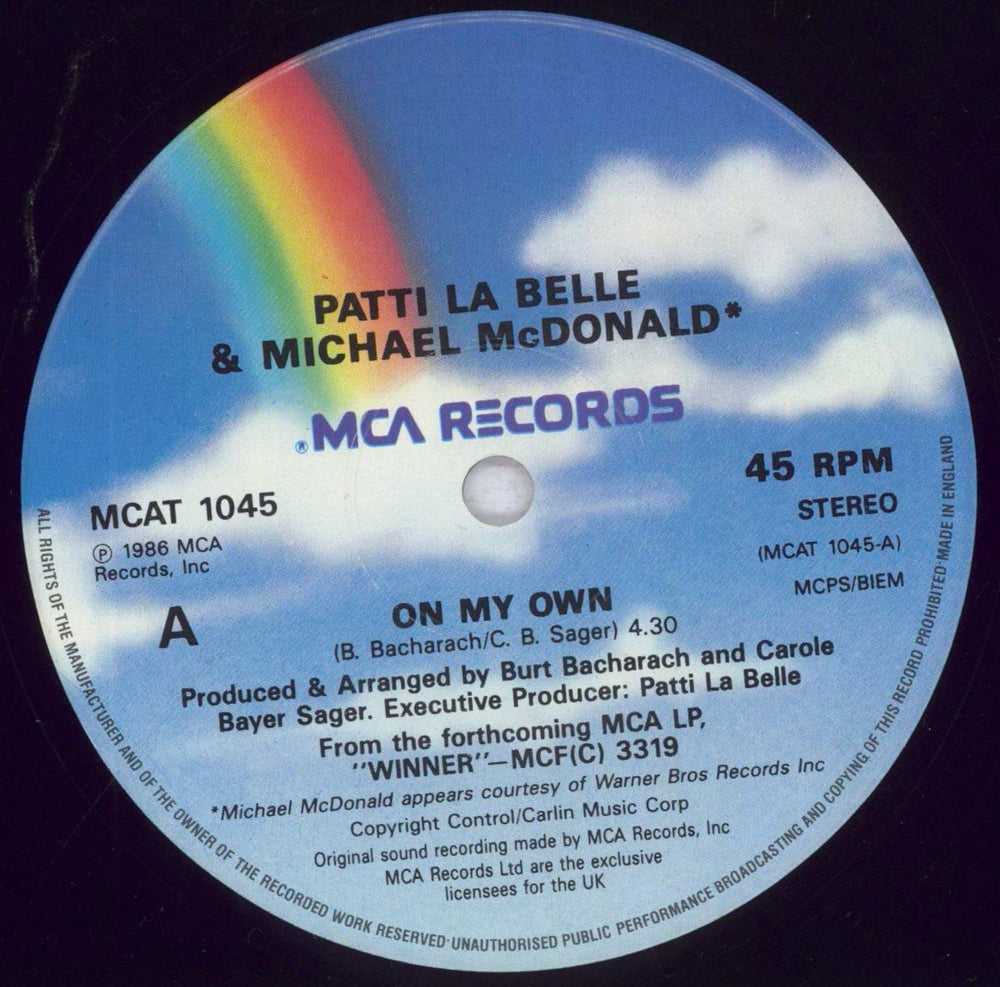 PATTI LA BELLE
& MICHAEL McDONALD*
®MCA RECORDS
MCAT 1045
℗ 1986 MCA
Records, Inc
A
45 RPM
STEREO
(MCAT 1045-A)
MCPS/BIEM
ON MY OWN
(B. Bacharach/C. B. Sager) 4.30
Produced & Arranged by Burt Bacharach and Carole
Bayer Sager. Executive Producer: Patti La Belle
From the forthcoming MCA LP,
"WINNER"—MCF(C) 3319
*Michael McDonald appears courtesy of Warner Bros Records Inc
Copyright Control/Carlin Music Corp
Original sound recording made by MCA Records, Inc
MCA Records Ltd are the exclusive
licensees for the UK
ALL RIGHTS OF THE MANUFACTURER AND OF THE OWNER OF THE RECORDED WORK RESERVED·UNAUTHORISED PUBLIC PERFORMANCE BROADCASTING AND COPYING OF THIS RECORD PROHIBITED·MADE IN ENGLAND